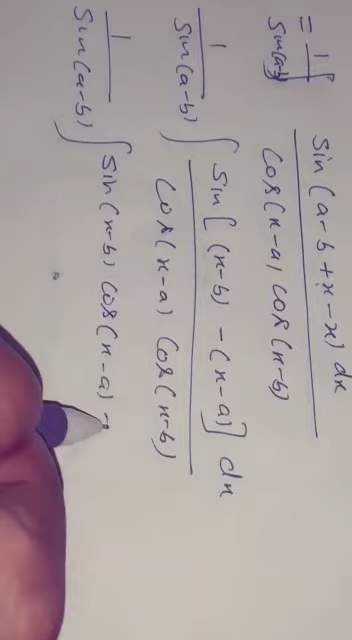 = 1/Sin(a-b) ∫ Sin(a-b+x-x) dx / Cos(x-a) cos(x-b)
1/Sin(a-b) ∫ Sin[(x-b) - (x-a)] dx / Cos(x-a) Cos(x-b)
1/Sin(a-b) ∫ Sin(x-b) cos(x-a) -